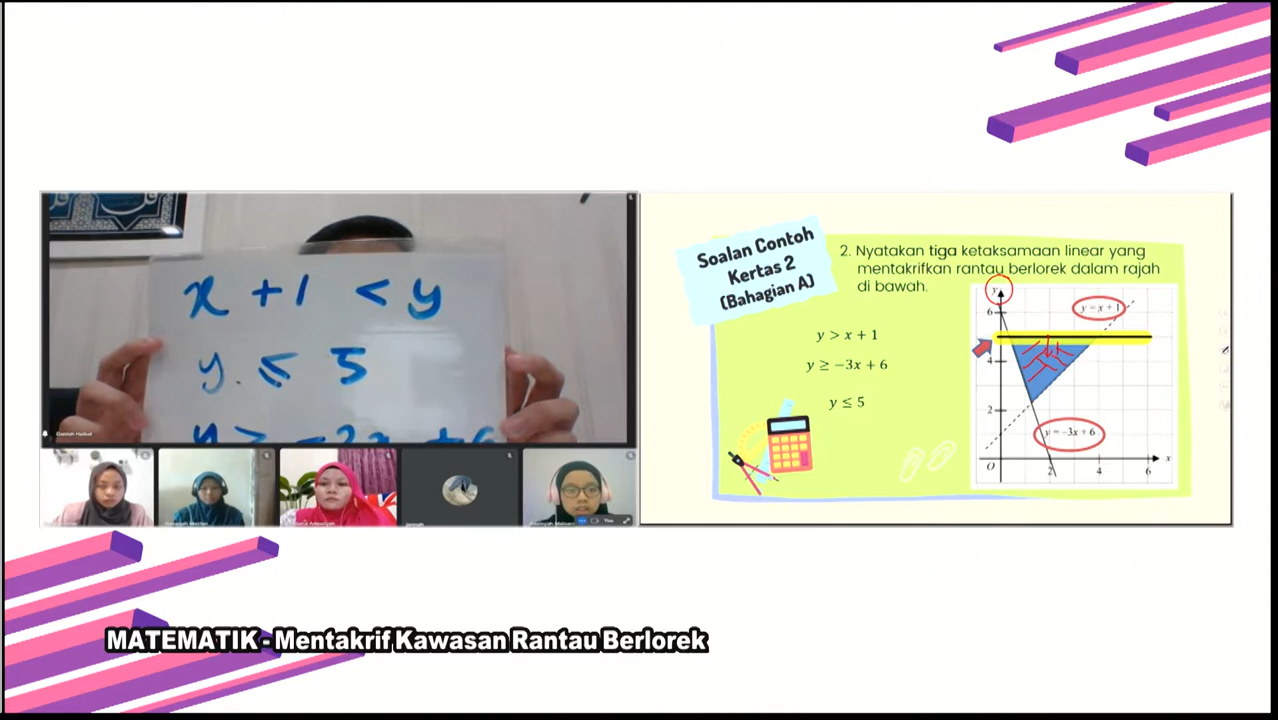 x + 1 < y
y ≤ 5
Soalan Contoh
Kertas 2
(Bahagian A)
2. Nyatakan tiga ketaksamaan linear yang
mentakrifkan rantau berlorek dalam rajah
di bawah.
y > x + 1
y ≥ −3x + 6
y ≤ 5
y
6
4
2
O
2
4
6
x
y = x + 1
y = −3x + 6
You
MATEMATIK - Mentakrif Kawasan Rantau Berlorek